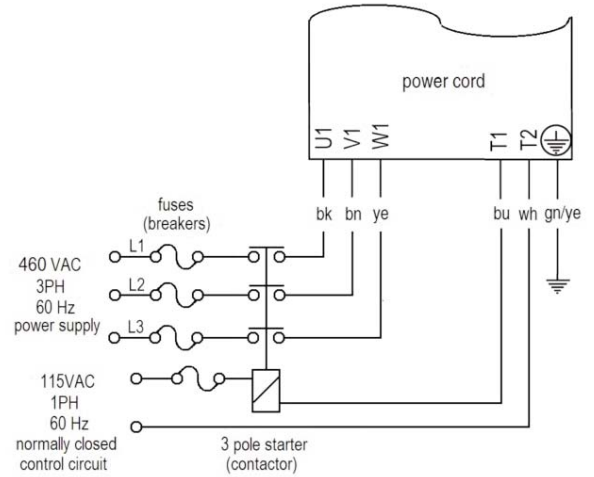 power cord
U1 V1 W1 T1 T2
bk bn ye bu wh gn/ye
fuses
(breakers)
L1
L2
L3
460 VAC
3PH
60 Hz
power supply
115VAC
1PH
60 Hz
normally closed
control circuit
3 pole starter
(contactor)